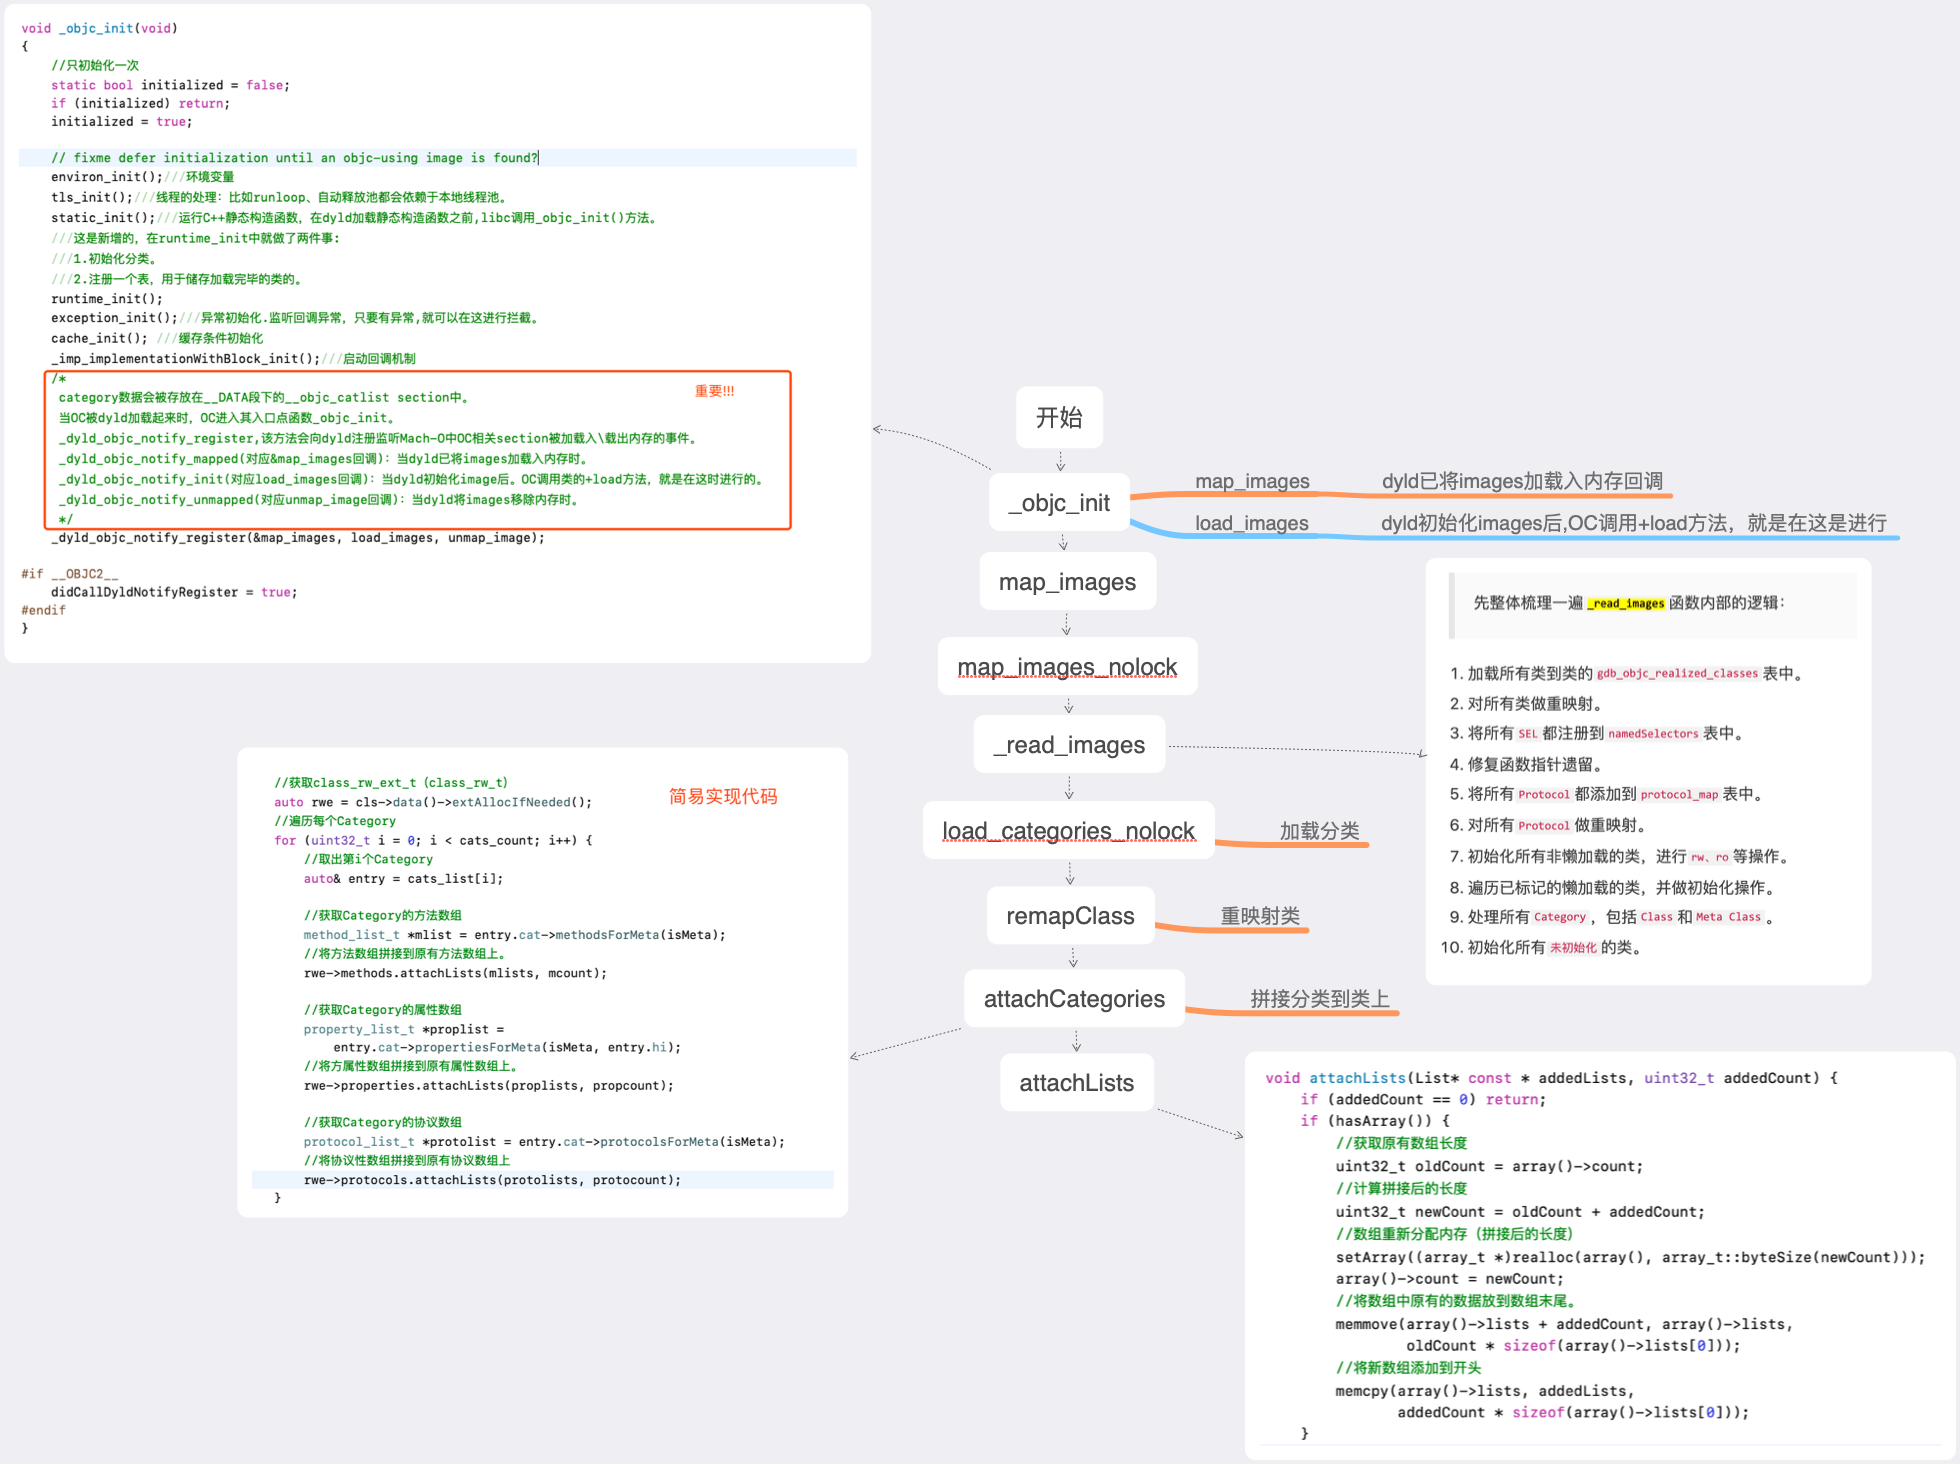 void _objc_init(void)
{
    //只初始化一次
    static bool initialized = false;
    if (initialized) return;
    initialized = true;
    // fixme defer initialization until an objc-using image is found?
    environ_init();///环境变量
    tls_init();///线程的处理：比如runloop、自动释放池都会依赖于本地线程池。
    static_init();///运行C++静态构造函数，在dyld加载静态构造函数之前,libc调用_objc_init()方法。
    ///这是新增的，在runtime_init中就做了两件事:
    ///1.初始化分类。
    ///2.注册一个表，用于储存加载完毕的类的。
    runtime_init();
    exception_init();///异常初始化.监听回调异常，只要有异常,就可以在这进行拦截。
    cache_init(); ///缓存条件初始化
    _imp_implementationWithBlock_init();///启动回调机制
    /*
重要!!!
     category数据会被存放在__DATA段下的__objc_catlist section中。
     当OC被dyld加载起来时，OC进入其入口点函数_objc_init。
     _dyld_objc_notify_register,该方法会向dyld注册监听Mach-O中OC相关section被加载入\载出内存的事件。
     _dyld_objc_notify_mapped(对应&map_images回调)：当dyld已将images加载入内存时。
     _dyld_objc_notify_init(对应load_images回调)：当dyld初始化image后。OC调用类的+load方法，就是在这时进行的。
     _dyld_objc_notify_unmapped(对应unmap_image回调)：当dyld将images移除内存时。
     */
    _dyld_objc_notify_register(&map_images, load_images, unmap_image);
#if __OBJC2__
    didCallDyldNotifyRegister = true;
#endif
}
开始
_objc_init
map_images
dyld已将images加载入内存回调
load_images
dyld初始化images后,OC调用+load方法，就是在这是进行
map_images
map_images_nolock
_read_images
load_categories_nolock
加载分类
remapClass
重映射类
attachCategories
拼接分类到类上
attachLists
先整体梳理一遍 _read_images 函数内部的逻辑：
1. 加载所有类到类的 gdb_objc_realized_classes 表中。
2. 对所有类做重映射。
3. 将所有 SEL 都注册到 namedSelectors 表中。
4. 修复函数指针遗留。
5. 将所有 Protocol 都添加到 protocol_map 表中。
6. 对所有 Protocol 做重映射。
7. 初始化所有非懒加载的类，进行 rw、ro 等操作。
8. 遍历已标记的懒加载的类，并做初始化操作。
9. 处理所有 Category ，包括 Class 和 Meta Class 。
10. 初始化所有 未初始化 的类。
//获取class_rw_ext_t（class_rw_t）
简易实现代码
auto rwe = cls->data()->extAllocIfNeeded();
//遍历每个Category
for (uint32_t i = 0; i < cats_count; i++) {
    //取出第i个Category
    auto& entry = cats_list[i];
    //获取Category的方法数组
    method_list_t *mlist = entry.cat->methodsForMeta(isMeta);
    //将方法数组拼接到原有方法数组上。
    rwe->methods.attachLists(mlists, mcount);
    //获取Category的属性数组
    property_list_t *proplist =
        entry.cat->propertiesForMeta(isMeta, entry.hi);
    //将方属性数组拼接到原有属性数组上。
    rwe->properties.attachLists(proplists, propcount);
    //获取Category的协议数组
    protocol_list_t *protolist = entry.cat->protocolsForMeta(isMeta);
    //将协议性数组拼接到原有协议数组上
    rwe->protocols.attachLists(protolists, protocount);
}
void attachLists(List* const * addedLists, uint32_t addedCount) {
    if (addedCount == 0) return;
    if (hasArray()) {
        //获取原有数组长度
        uint32_t oldCount = array()->count;
        //计算拼接后的长度
        uint32_t newCount = oldCount + addedCount;
        //数组重新分配内存（拼接后的长度）
        setArray((array_t *)realloc(array(), array_t::byteSize(newCount)));
        array()->count = newCount;
        //将数组中原有的数据放到数组末尾。
        memmove(array()->lists + addedCount, array()->lists,
                oldCount * sizeof(array()->lists[0]));
        //将新数组添加到开头
        memcpy(array()->lists, addedLists,
               addedCount * sizeof(array()->lists[0]));
    }